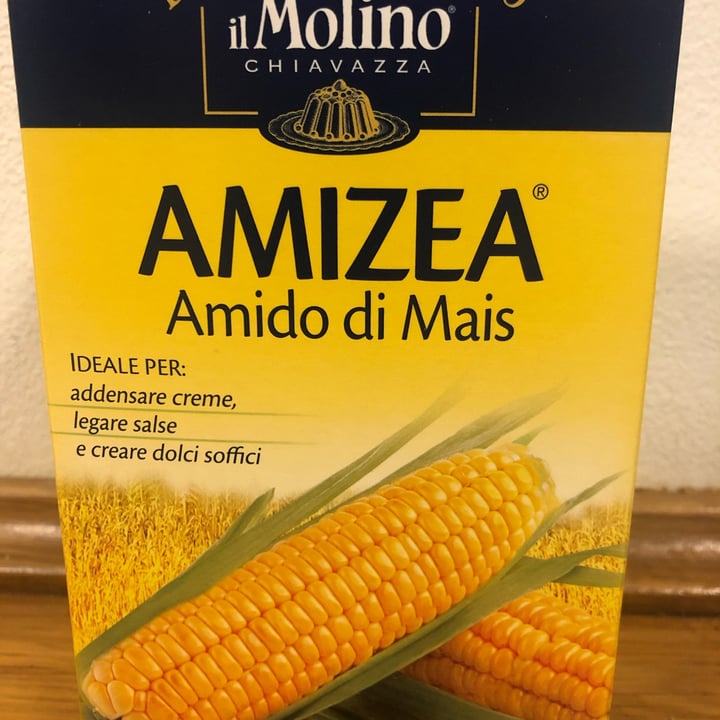 il Molino®
CHIAVAZZA
AMIZEA®
Amido di Mais
IDEALE PER:
addensare creme,
legare salse
e creare dolci soffici